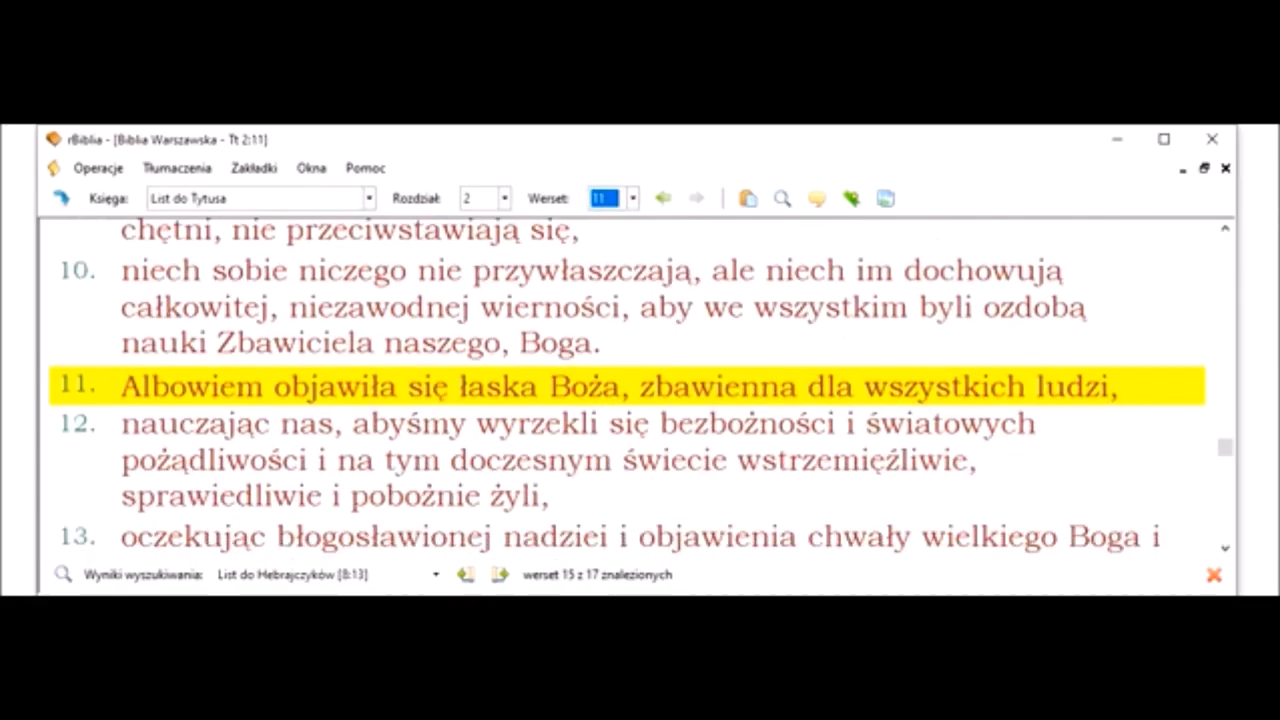 rBiblia - [Biblia Warszawska - Tt 2:11]
Operacje Tłumaczenia Zakładki Okna Pomoc
Księga: List do Tytusa Rozdział: 2 Werset: 11
chętni, nie przeciwstawiają się,
10. niech sobie niczego nie przywłaszczają, ale niech im dochowują
całkowitej, niezawodnej wierności, aby we wszystkim byli ozdobą
nauki Zbawiciela naszego, Boga.
11. Albowiem objawiła się łaska Boża, zbawienna dla wszystkich ludzi,
12. nauczając nas, abyśmy wyrzekli się bezbożności i światowych
pożądliwości i na tym doczesnym świecie wstrzemięźliwie,
sprawiedliwie i pobożnie żyli,
13. oczekując błogosławionej nadziei i objawienia chwały wielkiego Boga i
Wyniki wyszukiwania: List do Hebrajczyków [8:13] werset 15 z 17 znalezionych